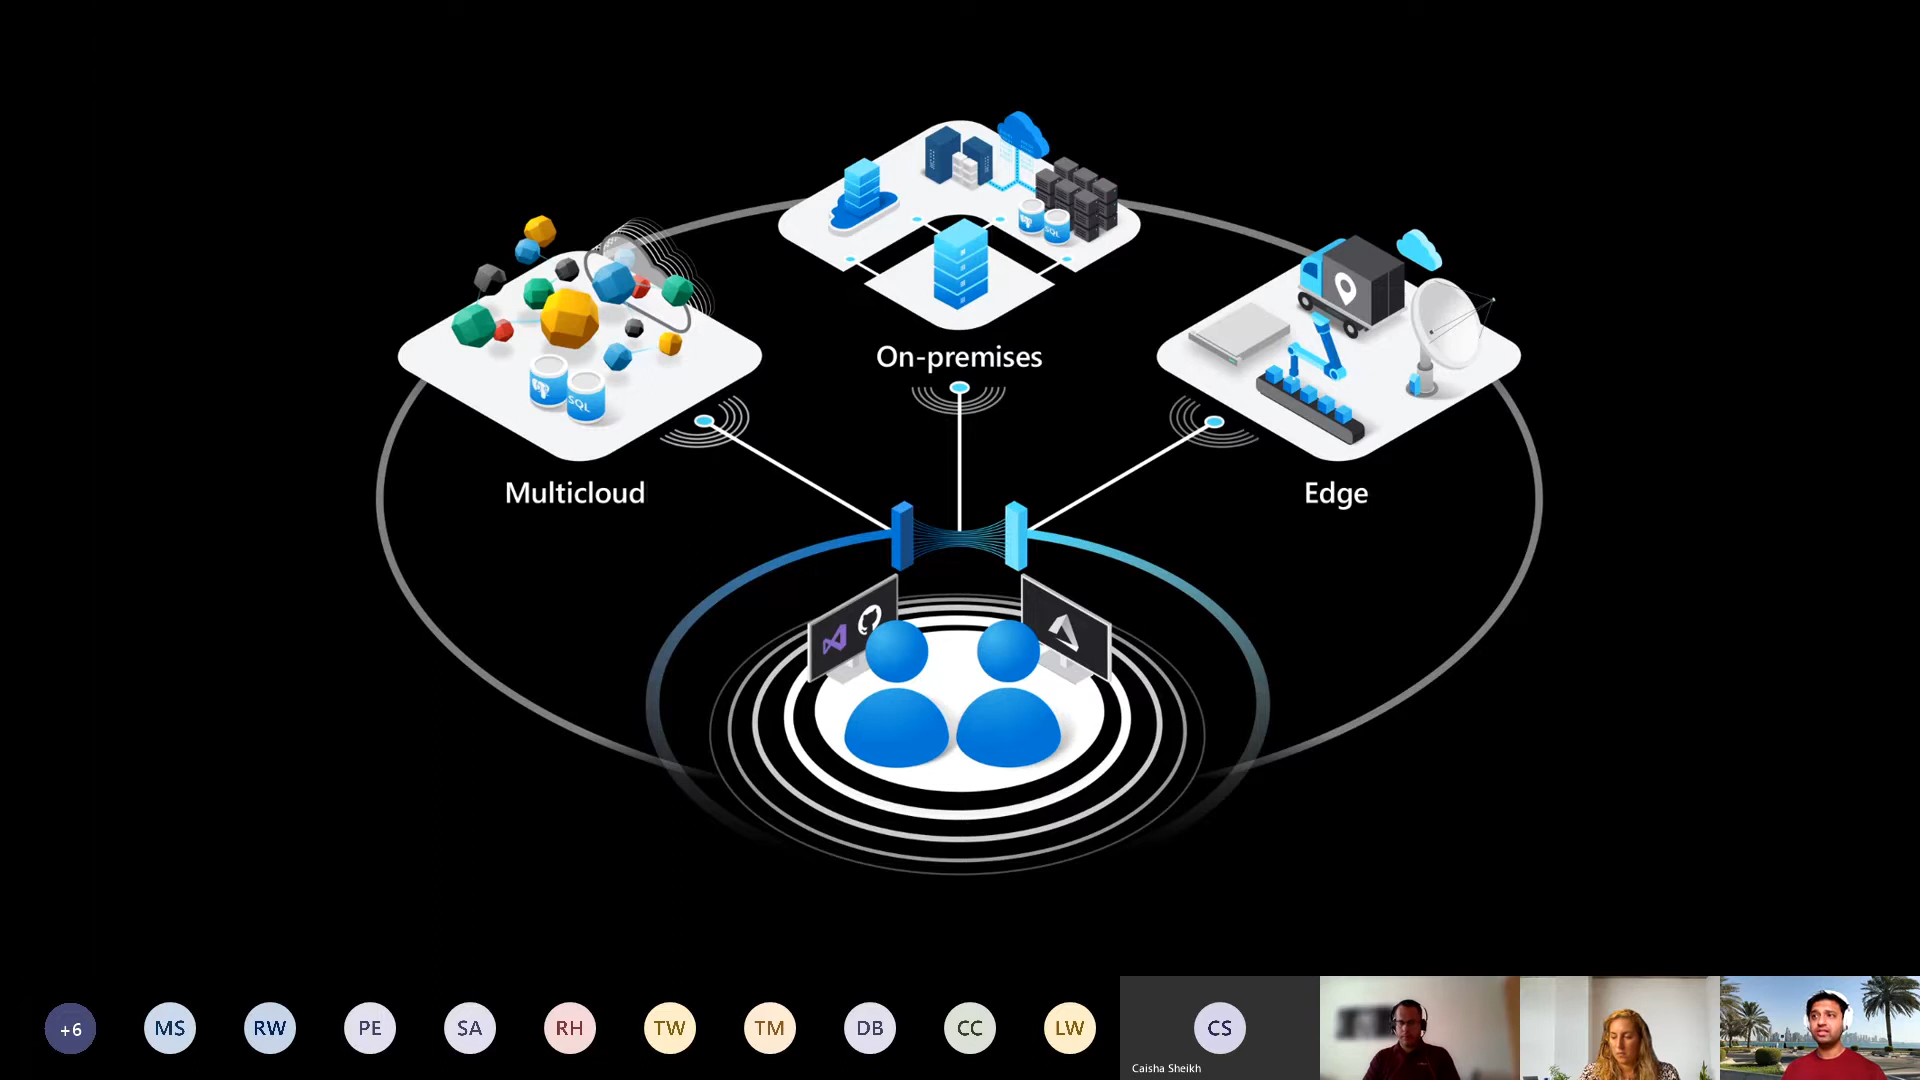 SQL
On-premises
SQL
Multicloud
Edge
+6
MS
RW
PE
SA
RH
TW
TM
DB
CC
LW
CS
Caisha Sheikh